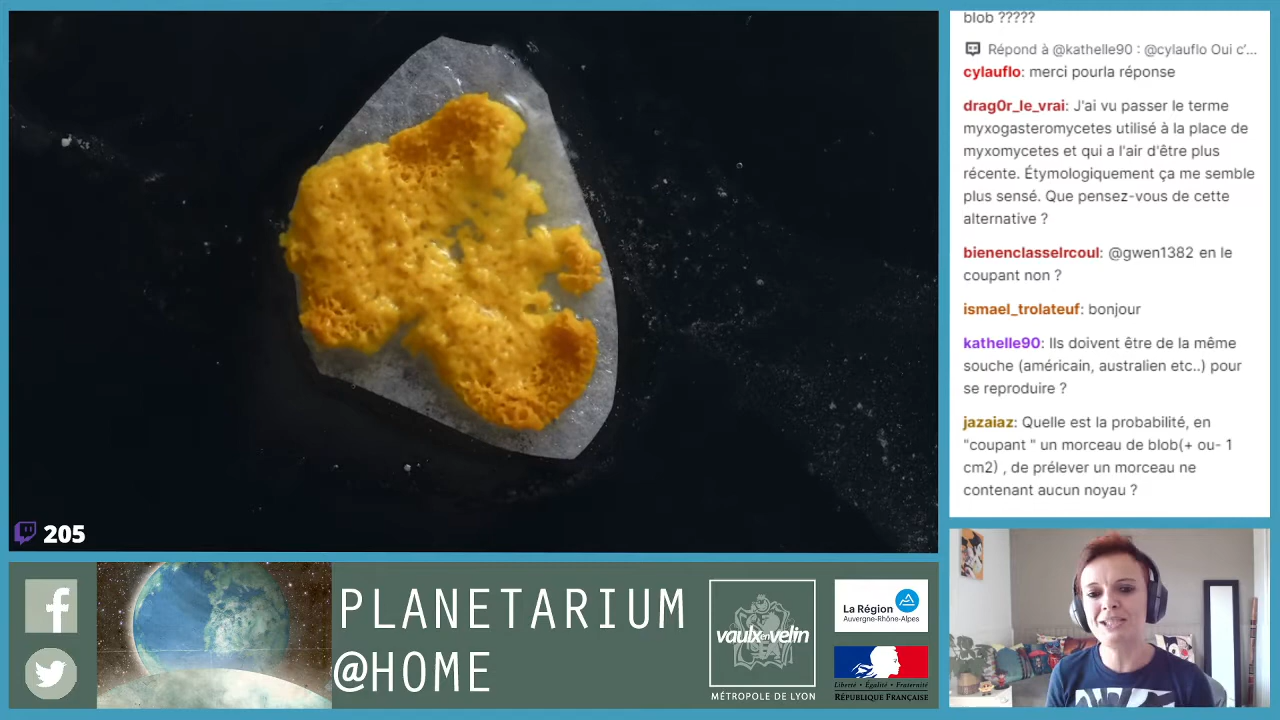 blob ?????
Répond à @kathelle90 : @cylauflo Oui c'...
cylauflo: merci pourla réponse
drag0r_le_vrai: J'ai vu passer le terme
myxogasteromycetes utilisé à la place de
myxomycetes et qui a l'air d'être plus
récente. Étymologiquement ça me semble
plus sensé. Que pensez-vous de cette
alternative ?
bienenclasselrcoul: @gwen1382 en le
coupant non ?
ismael_trolateuf: bonjour
kathelle90: Ils doivent être de la même
souche (américain, australien etc..) pour
se reproduire ?
jazaiaz: Quelle est la probabilité, en
"coupant " un morceau de blob(+ ou- 1
cm2) , de prélever un morceau ne
contenant aucun noyau ?
205
PLANETARIUM
@HOME
vaulx en velin
MÉTROPOLE DE LYON
La Région
Auvergne-Rhône-Alpes
Liberté • Égalité • Fraternité
RÉPUBLIQUE FRANÇAISE